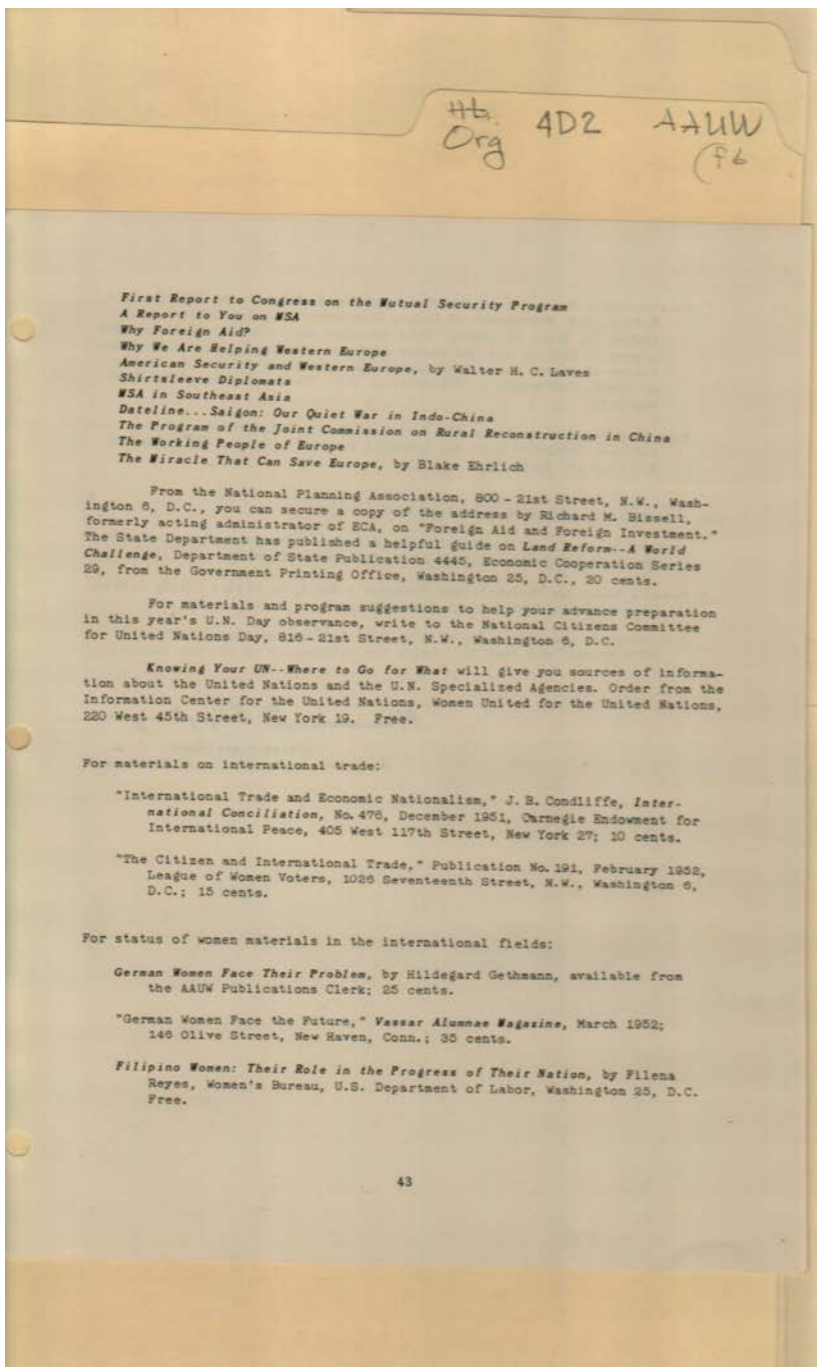 Hb.
Org 4D2 AAUW
First Report to Congress on the Mutual Security Program
A Report to You on MSA
Why Foreign Aid?
Why We Are Helping Western Europe
American Security and Western Europe, by Walter H. C. Laves
Shirtsleeve Diplomats
MSA in Southeast Asia
Dateline...Saigon: Our Quiet War in Indo-China
The Program of the Joint Commission on Rural Reconstruction in China
The Working People of Europe
The Miracle That Can Save Europe, by Blake Ehrlich
From the National Planning Association, 800 - 21st Street, N.W., Wash-
ington 6, D.C., you can secure a copy of the address by Richard M. Bissell,
formerly acting administrator of ECA, on "Foreign Aid and Foreign Investment."
The State Department has published a helpful guide on Land Reform--A World
Challenge, Department of State Publication 4445, Economic Cooperation Series
29, from the Government Printing Office, Washington 25, D.C., 20 cents.
For materials and program suggestions to help your advance preparation
in this year's U.N. Day observance, write to the National Citizens Committee
for United Nations Day, 816 - 21st Street, N.W., Washington 6, D.C.
Knowing Your UN--Where to Go for What will give you sources of informa-
tion about the United Nations and the U.N. Specialized Agencies. Order from the
Information Center for the United Nations, Women United for the United Nations,
220 West 45th Street, New York 19. Free.
For materials on international trade:
"International Trade and Economic Nationalism," J. B. Condliffe, Inter-
national Conciliation, No. 476, December 1951, Carnegie Endowment for
International Peace, 405 West 117th Street, New York 27; 10 cents.
"The Citizen and International Trade," Publication No. 191, February 1952,
League of Women Voters, 1026 Seventeenth Street, N.W., Washington 6,
D.C.; 15 cents.
For status of women materials in the international fields:
German Women Face Their Problem, by Hildegard Gethmann, available from
the AAUW Publications Clerk; 25 cents.
"German Women Face the Future," Vassar Alumnae Magazine, March 1952;
146 Olive Street, New Haven, Conn.; 35 cents.
Filipino Women: Their Role in the Progress of Their Nation, by Filena
Reyes, Women's Bureau, U.S. Department of Labor, Washington 25, D.C.
Free.
43